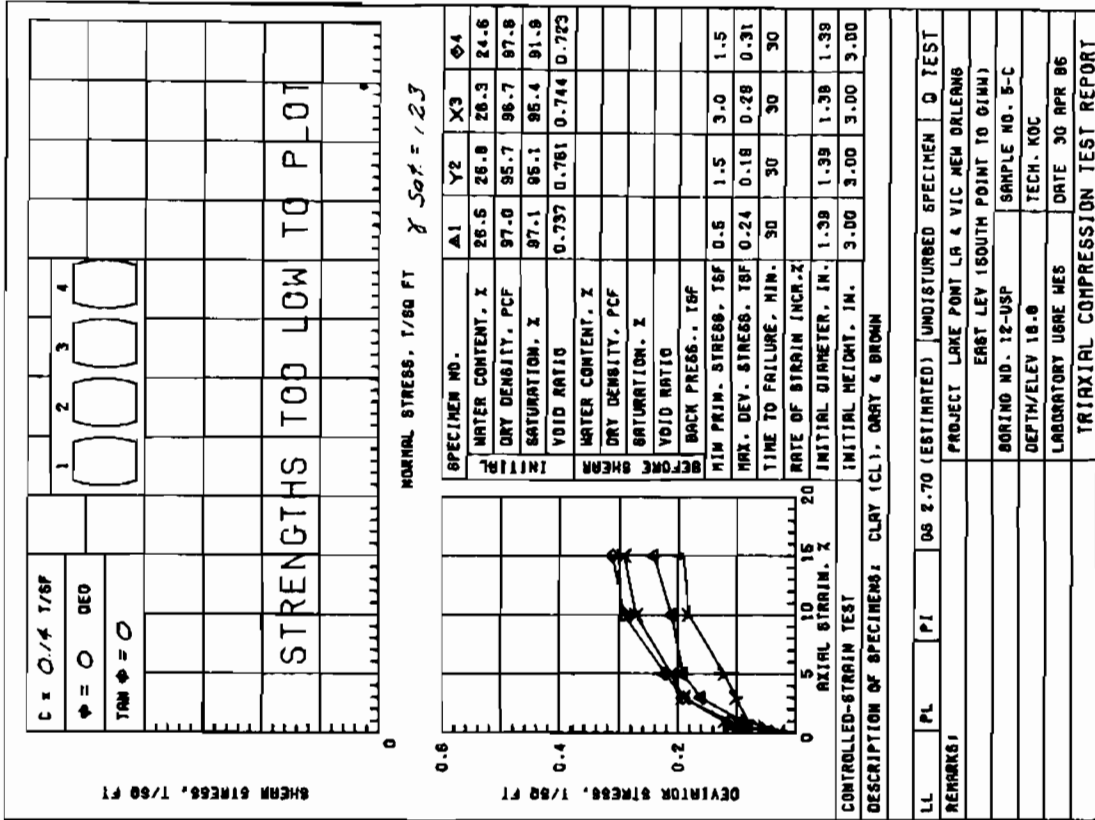 C = 0.14 T/SF
φ = 0 DEG
TAN φ = 0
1 2 3 4
STRENGTHS TOO LOW TO PLOT
SHEAR STRESS, T/SQ FT
0
NORMAL STRESS, T/SQ FT
γ Sat. = 123
SPECIMEN NO. 1 2 3 4
INITIAL
WATER CONTENT, % 26.5 26.8 26.3 24.6
DRY DENSITY, PCF 97.0 95.7 96.7 97.8
SATURATION, % 97.1 95.1 95.4 91.9
VOID RATIO 0.737 0.761 0.744 0.723
BEFORE SHEAR
WATER CONTENT, %
DRY DENSITY, PCF
SATURATION, %
VOID RATIO
BACK PRESS., TSF
MIN PRIN. STRESS, TSF 0.5 1.5 3.0 1.5
MAX. DEV. STRESS, TSF 0.24 0.19 0.29 0.31
TIME TO FAILURE, MIN. 30 30 30 30
RATE OF STRAIN INCR,%
INITIAL DIAMETER, IN. 1.39 1.39 1.39 1.39
INITIAL HEIGHT, IN. 3.00 3.00 3.00 3.00
DEVIATOR STRESS, T/SQ FT
0.6
0.4
0.2
0 5 10 15 20
AXIAL STRAIN, %
CONTROLLED-STRAIN TEST
DESCRIPTION OF SPECIMENS: CLAY (CL), GRAY & BROWN
LL PL PI GS 2.70 (ESTIMATED) UNDISTURBED SPECIMEN Q TEST
REMARKS:
PROJECT LAKE PONT LA & VIC NEW ORLEANS
EAST LEV (SOUTH POINT TO GIWW)
BORING NO. 12-USP SAMPLE NO. 5-C
DEPTH/ELEV 18.8 TECH. KOC
LABORATORY USAE WES DATE 30 APR 86
TRIAXIAL COMPRESSION TEST REPORT